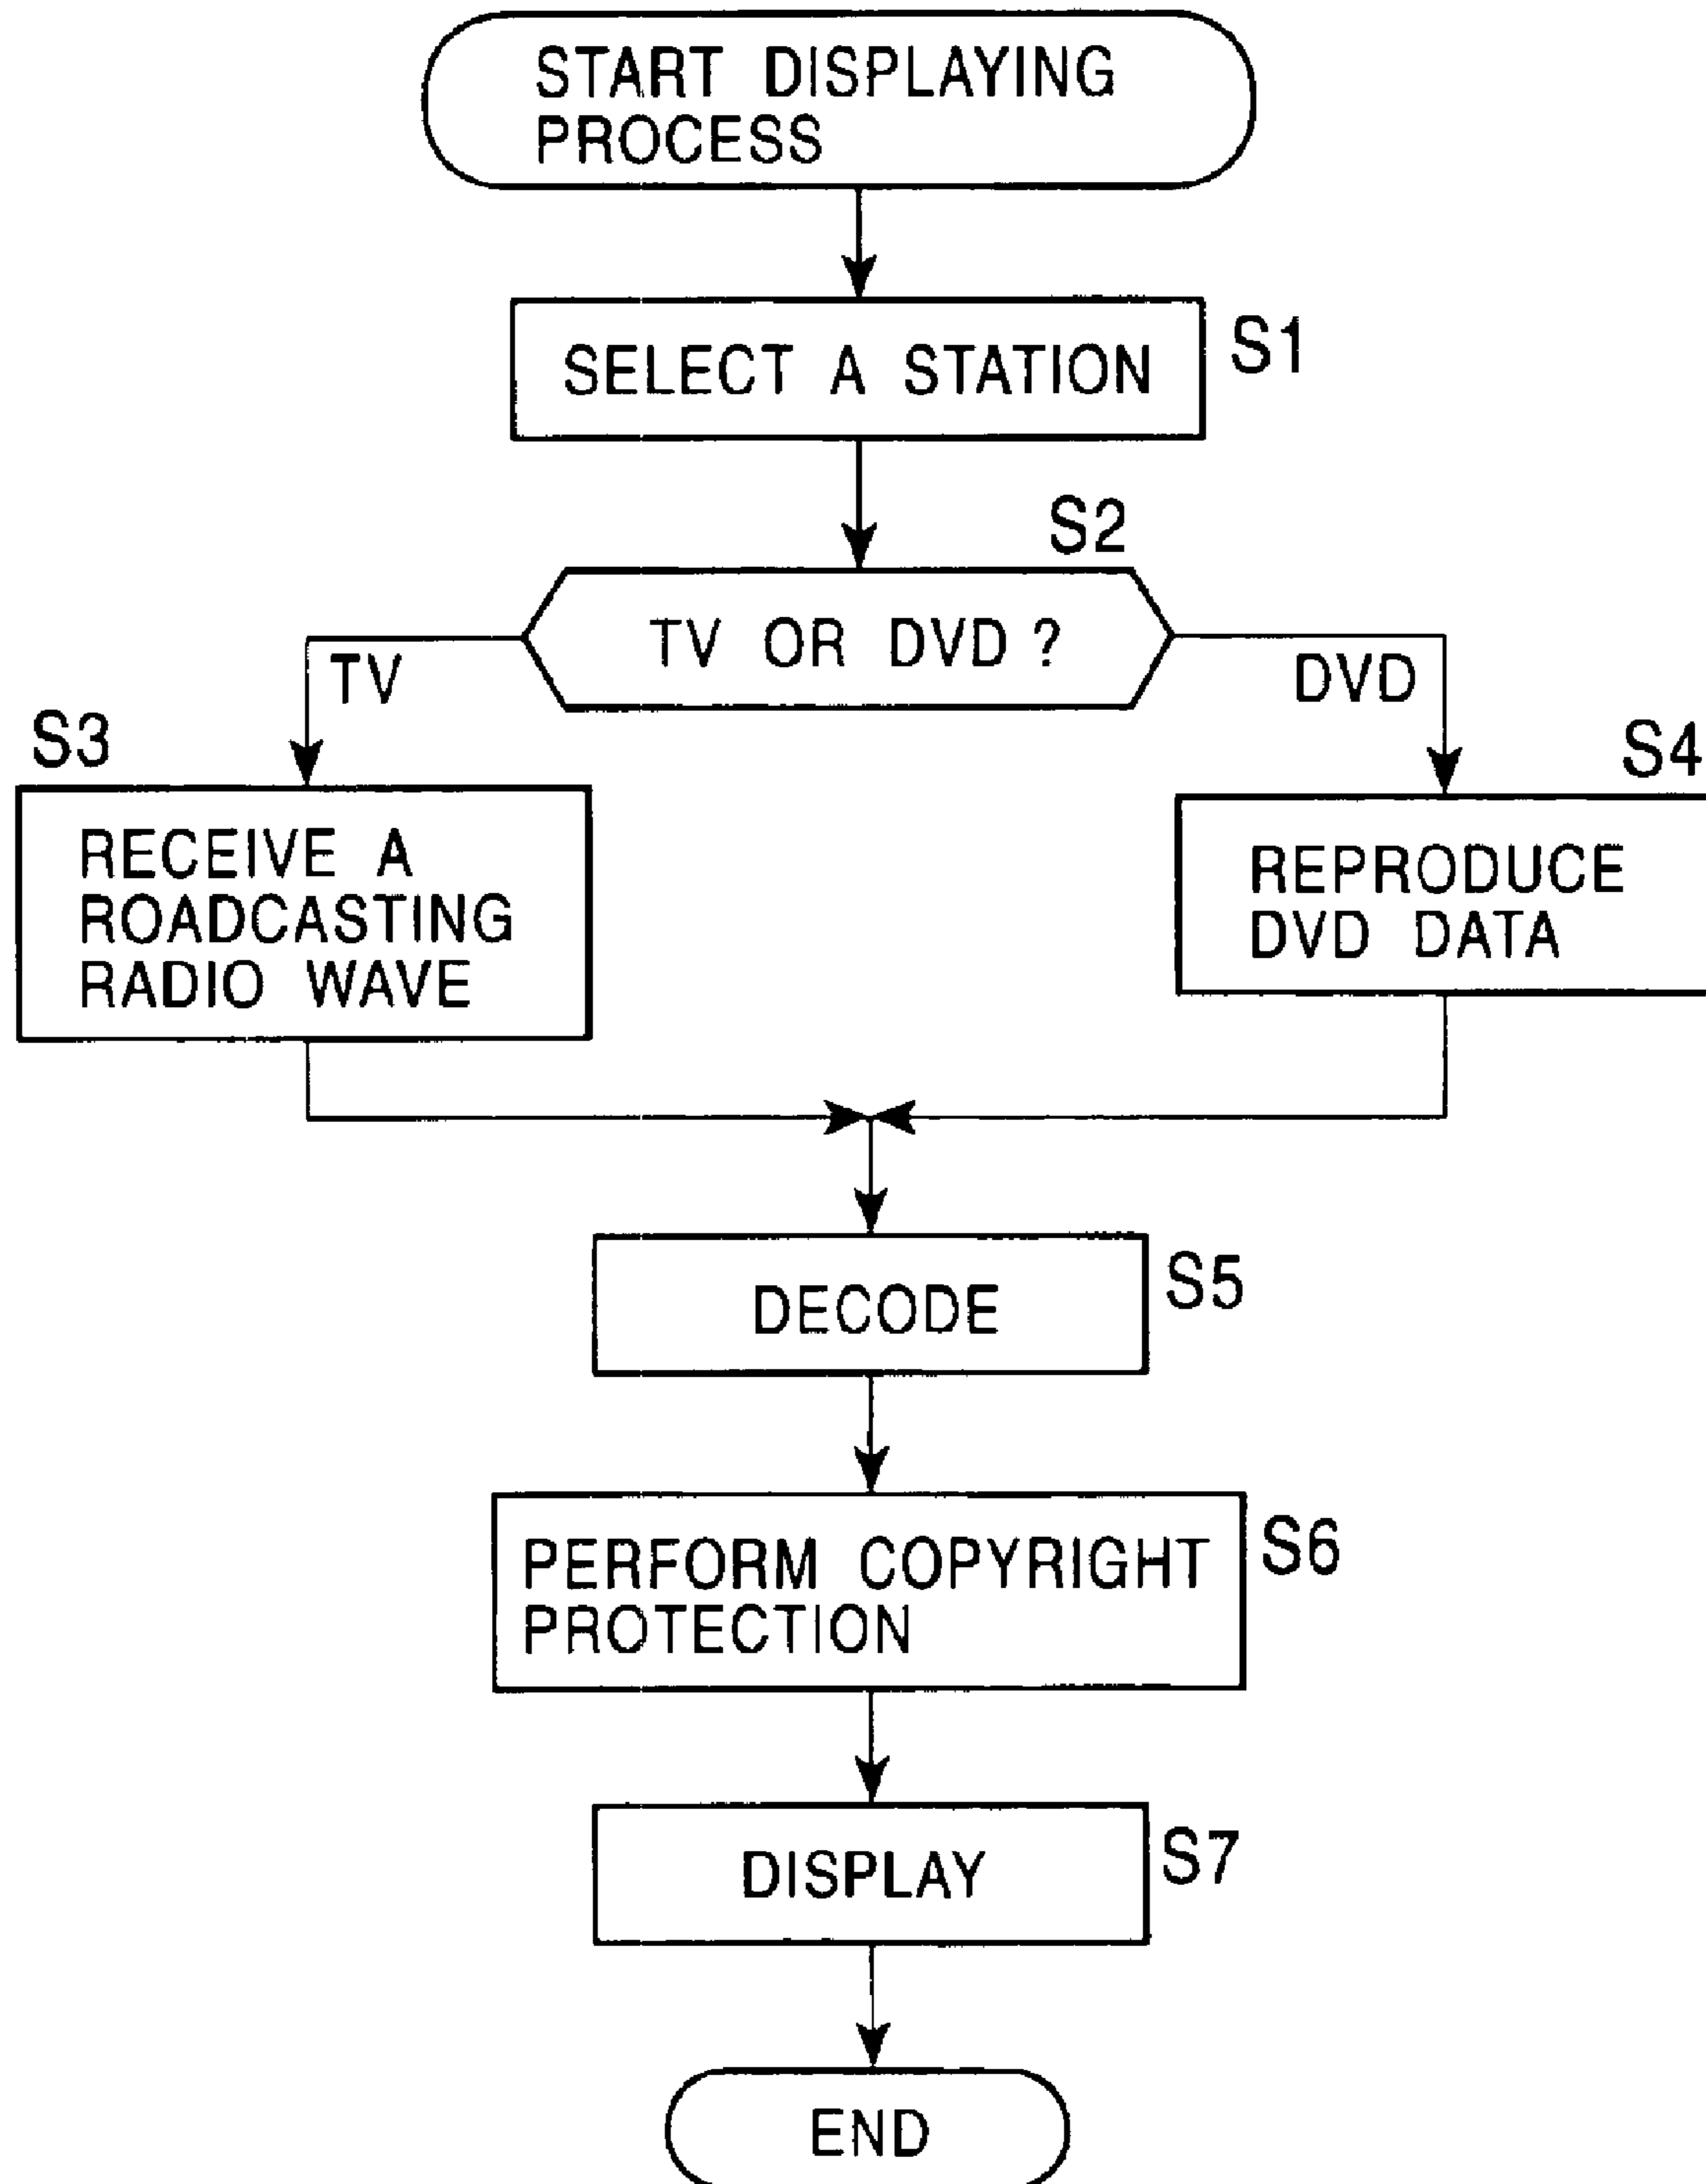 START DISPLAYING
PROCESS
SELECT A STATION
S1
S2
TV OR DVD ?
TV
DVD
S3
S4
RECEIVE A
ROADCASTING
RADIO WAVE
REPRODUCE
DVD DATA
DECODE
S5
PERFORM COPYRIGHT
PROTECTION
S6
DISPLAY
S7
END